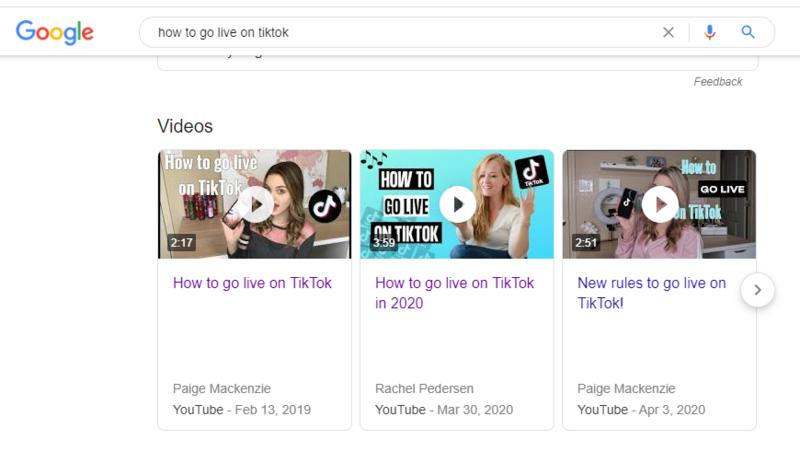 Google
how to go live on tiktok
Feedback
Videos
How to go live
on TikTok
2:17
HOW TO
GO LIVE
ON TIKTOK
TikTok
3:59
How to
GO LIVE
on TikTok
2:51
How to go live on TikTok
How to go live on TikTok
in 2020
New rules to go live on
TikTok!
Paige Mackenzie
YouTube - Feb 13, 2019
Rachel Pedersen
YouTube - Mar 30, 2020
Paige Mackenzie
YouTube - Apr 3, 2020